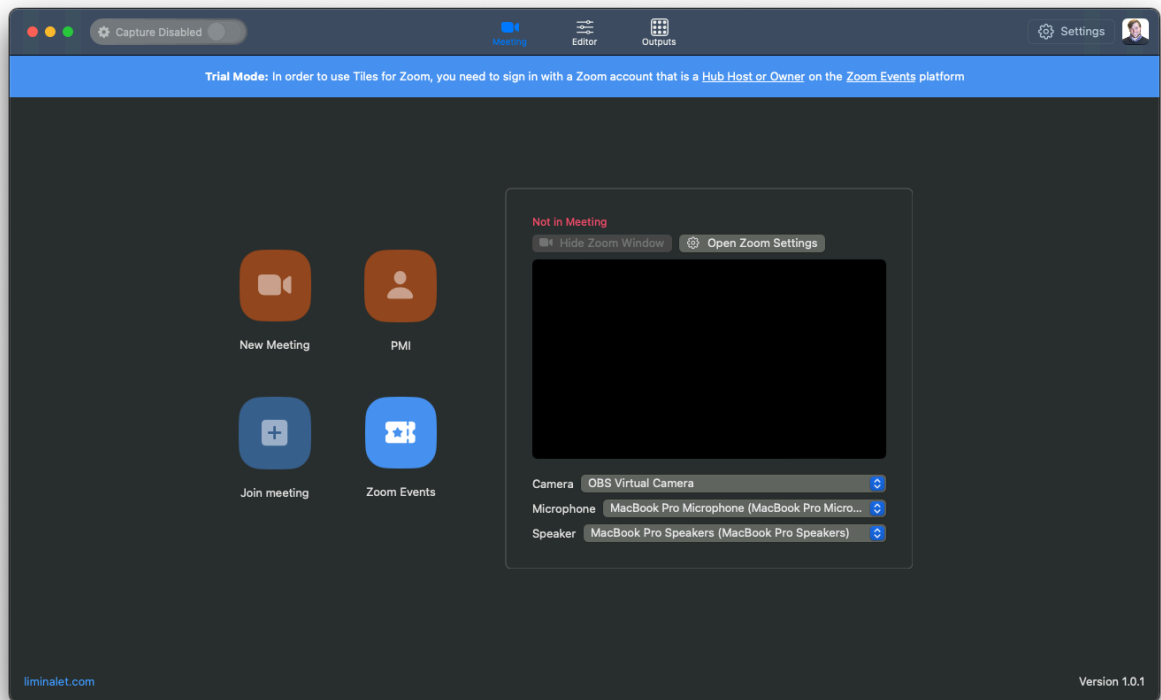 Capture Disabled
Meeting
Editor
Outputs
Settings
Trial Mode: In order to use Tiles for Zoom, you need to sign in with a Zoom account that is a Hub Host or Owner on the Zoom Events platform
New Meeting
PMI
Join meeting
Zoom Events
Not in Meeting
Hide Zoom Window
Open Zoom Settings
Camera OBS Virtual Camera
Microphone MacBook Pro Microphone (MacBook Pro Micro...
Speaker MacBook Pro Speakers (MacBook Pro Speakers)
liminalet.com
Version 1.0.1